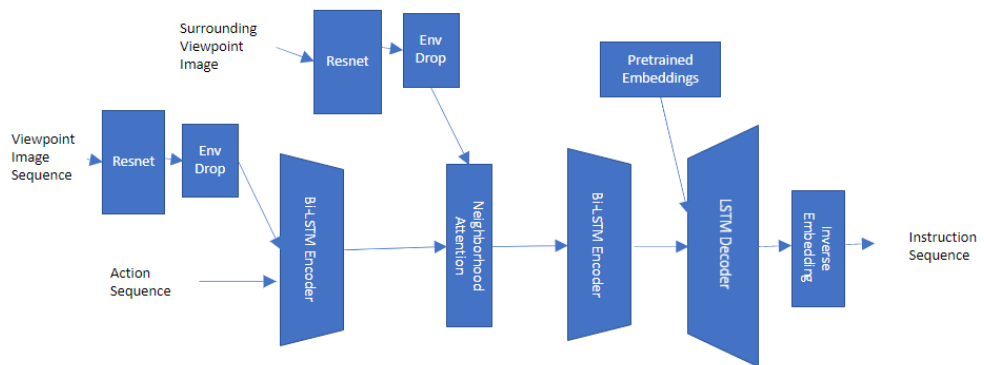 Surrounding
Viewpoint
Image
Resnet
Env
Drop
Pretrained
Embeddings
Viewpoint
Image
Sequence
Resnet
Env
Drop
Bi-LSTM Encoder
Neighborhood
Attention
Bi-LSTM Encoder
LSTM Decoder
Inverse
Embedding
Instruction
Sequence
Action
Sequence